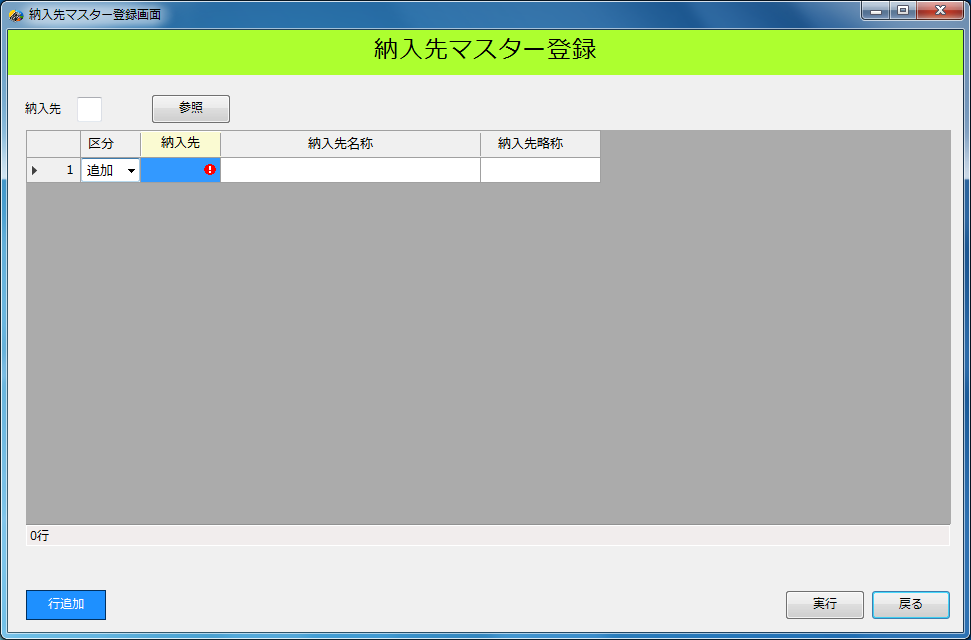 納入先マスター登録画面
納入先マスター登録
納入先 参照
区分 納入先 納入先名称 納入先略称
1 追加
0行
行追加 実行 戻る